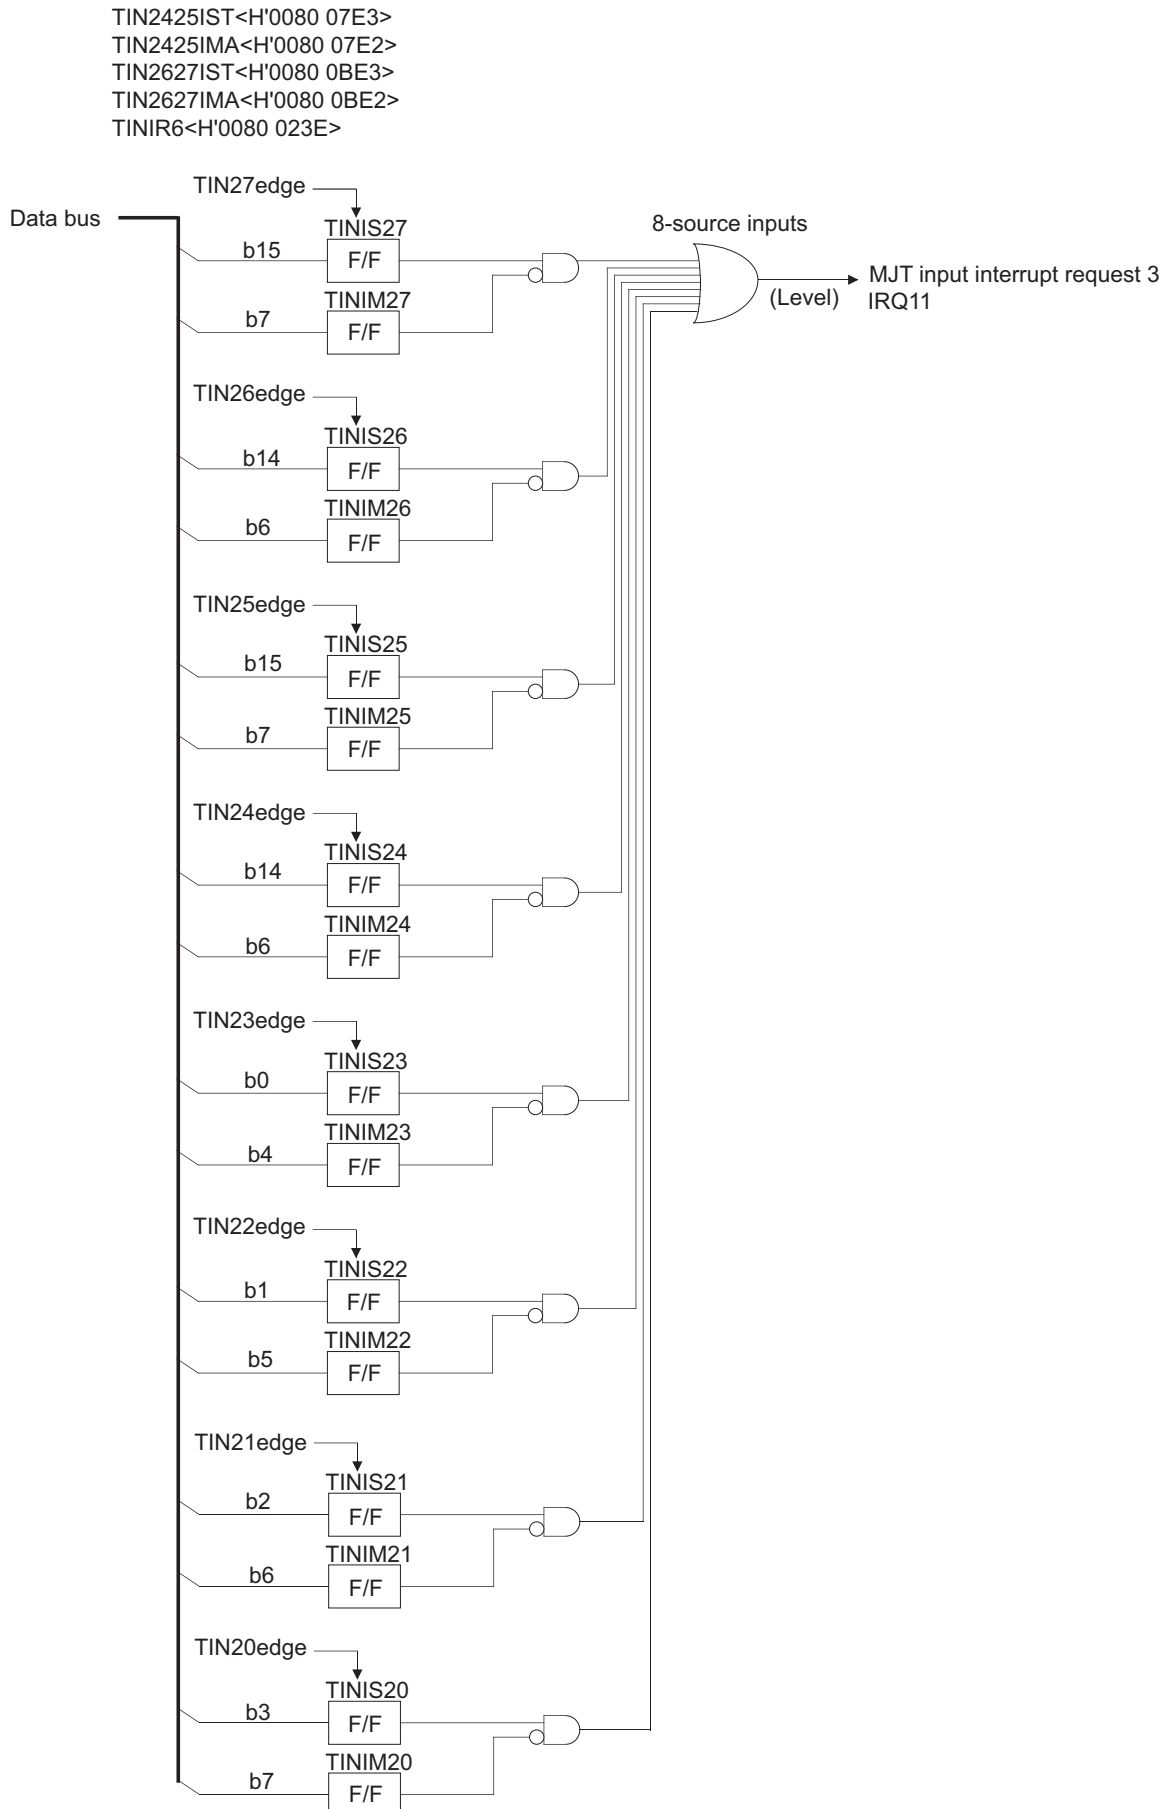 TIN2425IST<H'0080 07E3>
TIN2425IMA<H'0080 07E2>
TIN2627IST<H'0080 0BE3>
TIN2627IMA<H'0080 0BE2>
TINIR6<H'0080 023E>
TIN27edge
Data bus
TINIS27
8-source inputs
b15
F/F
MJT input interrupt request 3
(Level)
IRQ11
TINIM27
b7
F/F
TIN26edge
TINIS26
b14
F/F
TINIM26
b6
F/F
TIN25edge
TINIS25
b15
F/F
TINIM25
b7
F/F
TIN24edge
TINIS24
b14
F/F
TINIM24
b6
F/F
TIN23edge
TINIS23
b0
F/F
TINIM23
b4
F/F
TIN22edge
TINIS22
b1
F/F
TINIM22
b5
F/F
TIN21edge
TINIS21
b2
F/F
TINIM21
b6
F/F
TIN20edge
TINIS20
b3
F/F
TINIM20
b7
F/F